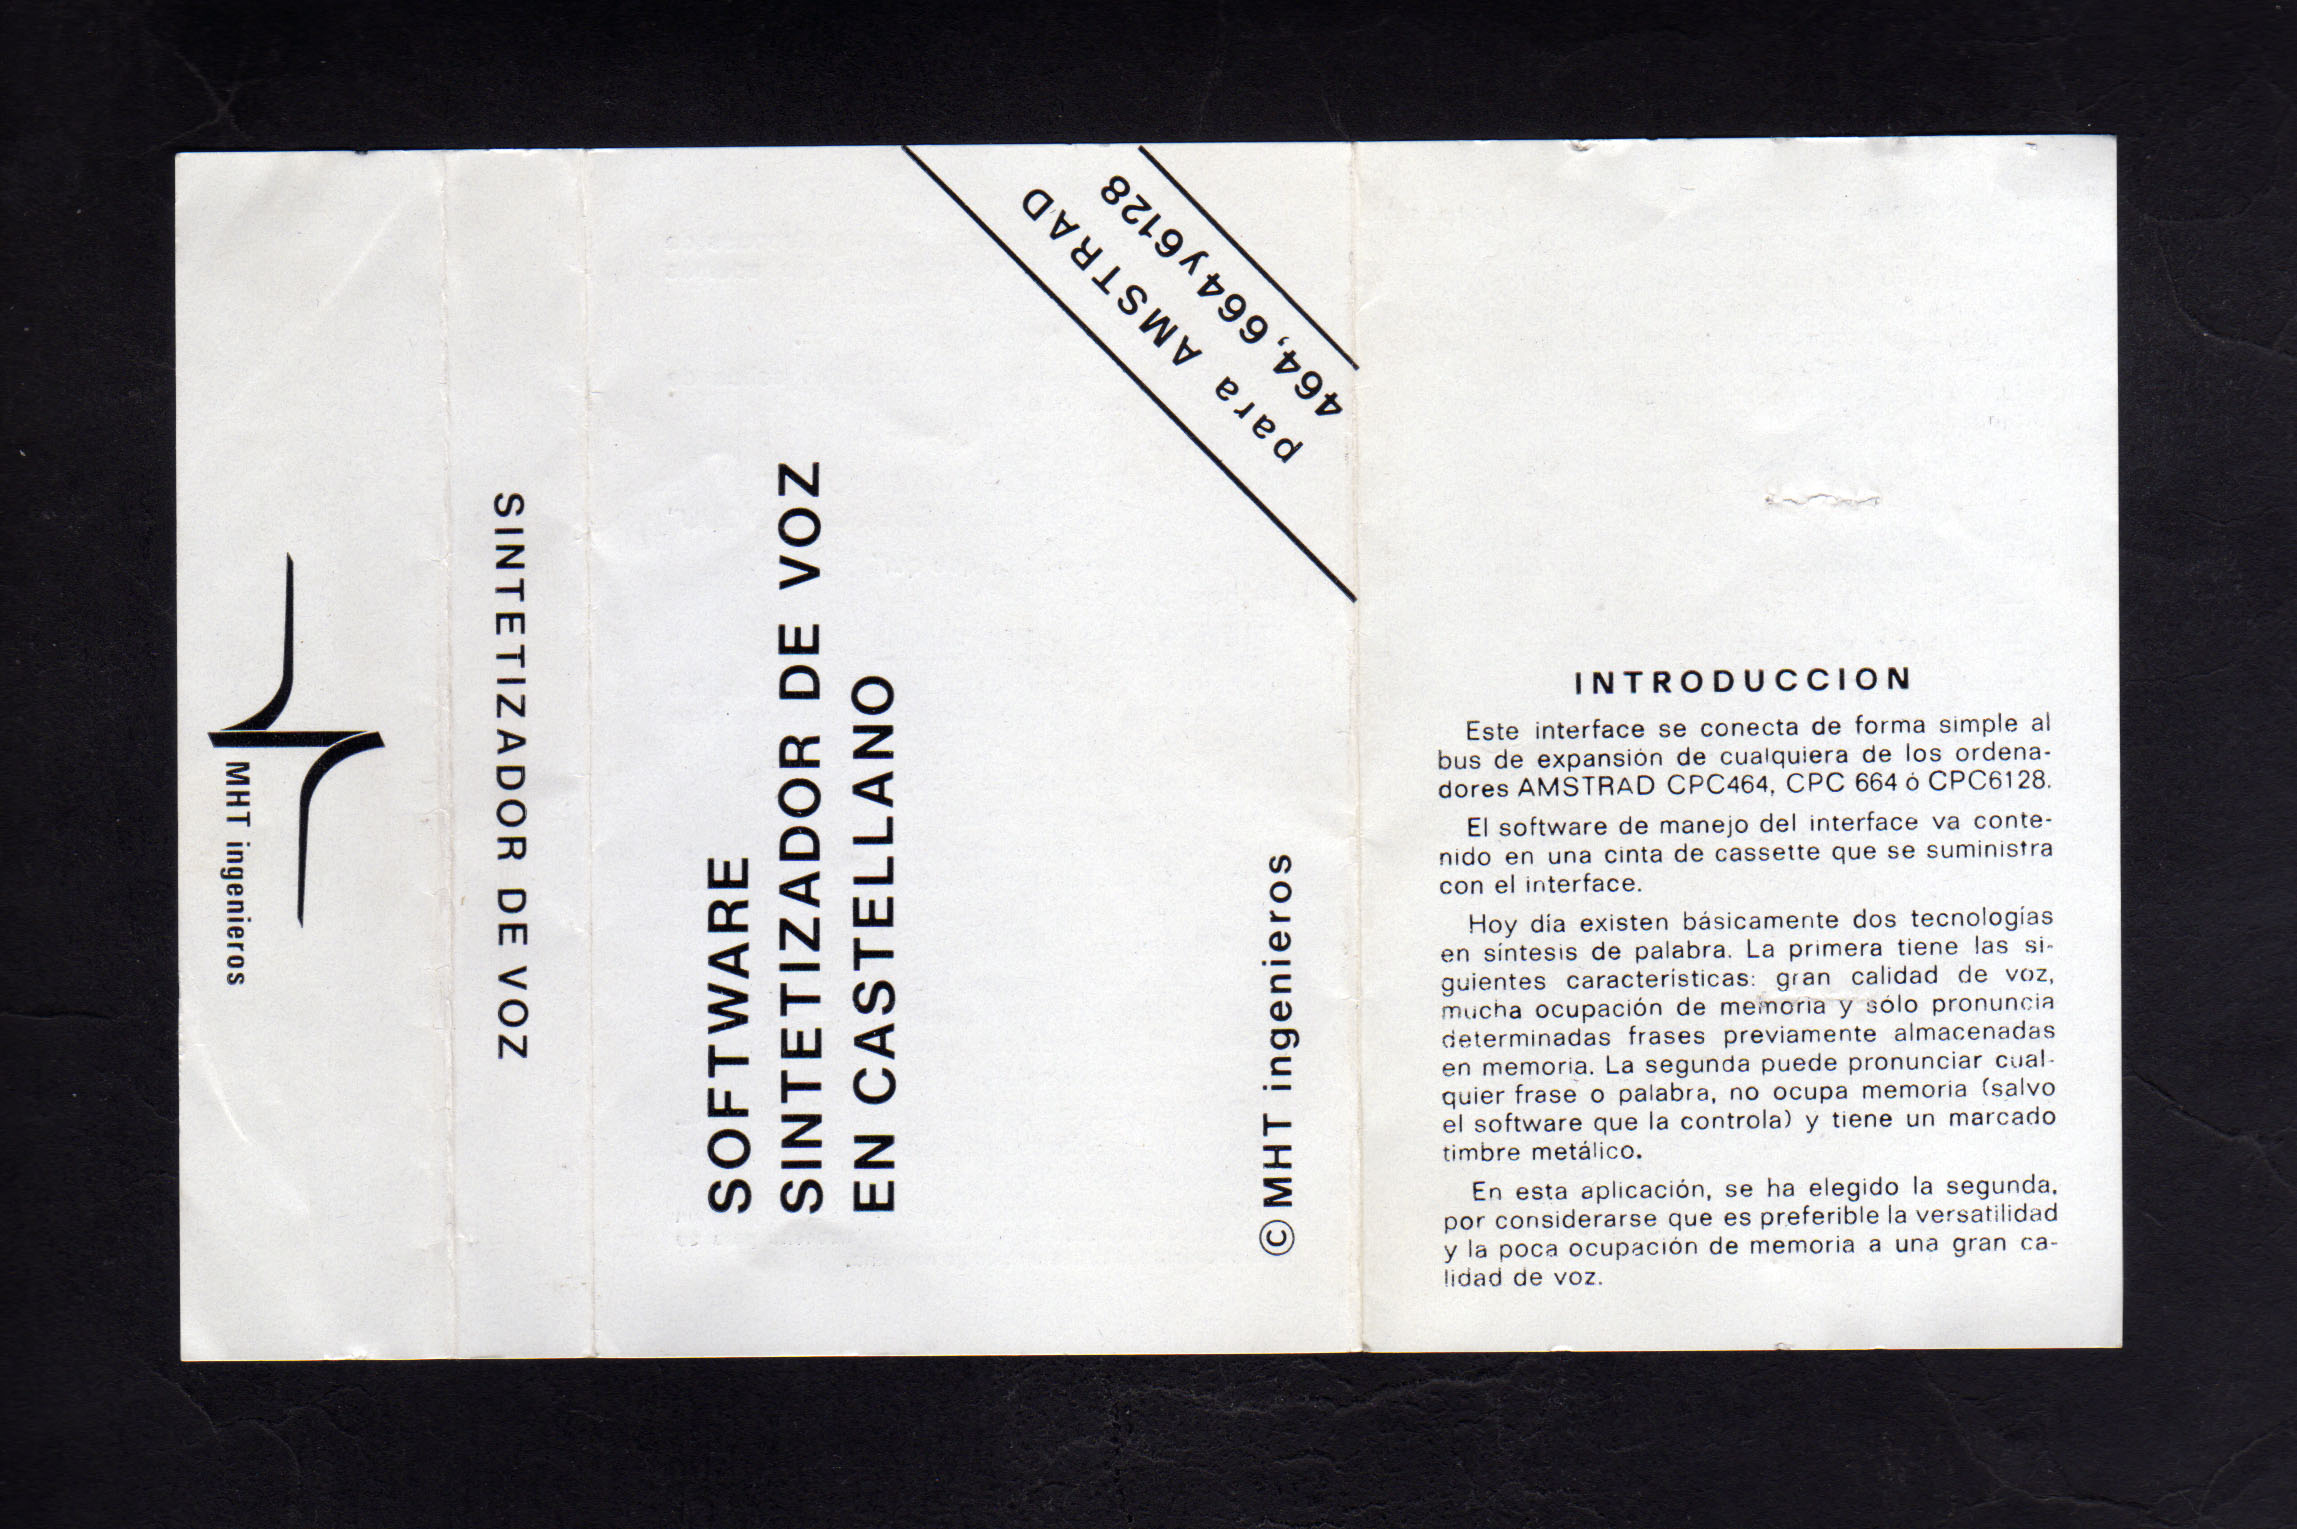 MHT ingenieros
SINTETIZADOR DE VOZ
SOFTWARE
SINTETIZADOR DE VOZ
EN CASTELLANO
para AMSTRAD
464, 664 y 6128
© MHT ingenieros
INTRODUCCION
Este interface se conecta de forma simple al
bus de expansión de cualquiera de los ordena-
dores AMSTRAD CPC464, CPC 664 ó CPC6128.
El software de manejo del interface va conte-
nido en una cinta de cassette que se suministra
con el interface.
Hoy día existen básicamente dos tecnologías
en síntesis de palabra. La primera tiene las si-
guientes características: gran calidad de voz,
mucha ocupación de memoria y sólo pronuncia
determinadas frases previamente almacenadas
en memoria. La segunda puede pronunciar cual-
quier frase o palabra, no ocupa memoria (salvo
el software que la controla) y tiene un marcado
timbre metálico.
En esta aplicación, se ha elegido la segunda,
por considerarse que es preferible la versatilidad
y la poca ocupación de memoria a una gran ca-
lidad de voz.